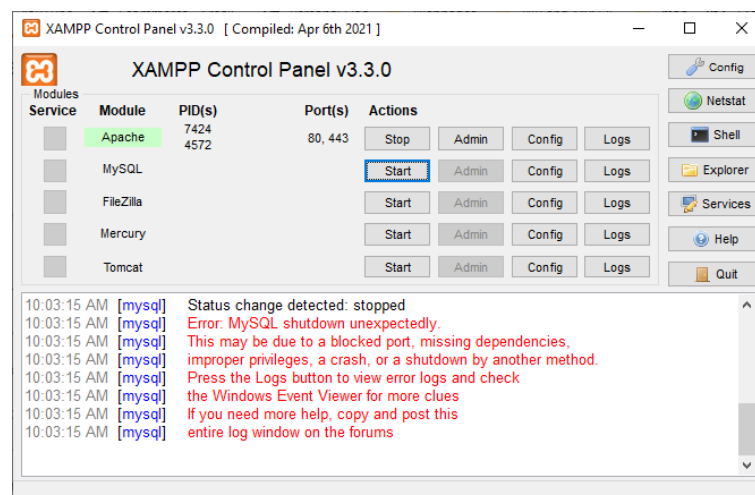 XAMPP Control Panel v3.3.0 [ Compiled: Apr 6th 2021 ]
XAMPP Control Panel v3.3.0
Config
Modules
Service Module PID(s) Port(s) Actions
Netstat
Apache 7424 4572 80, 443 Stop Admin Config Logs
Shell
MySQL Start Admin Config Logs
Explorer
FileZilla Start Admin Config Logs
Services
Mercury Start Admin Config Logs
Help
Tomcat Start Admin Config Logs
Quit
10:03:15 AM [mysql] Status change detected: stopped
10:03:15 AM [mysql] Error: MySQL shutdown unexpectedly.
10:03:15 AM [mysql] This may be due to a blocked port, missing dependencies,
10:03:15 AM [mysql] improper privileges, a crash, or a shutdown by another method.
10:03:15 AM [mysql] Press the Logs button to view error logs and check
10:03:15 AM [mysql] the Windows Event Viewer for more clues
10:03:15 AM [mysql] If you need more help, copy and post this
10:03:15 AM [mysql] entire log window on the forums